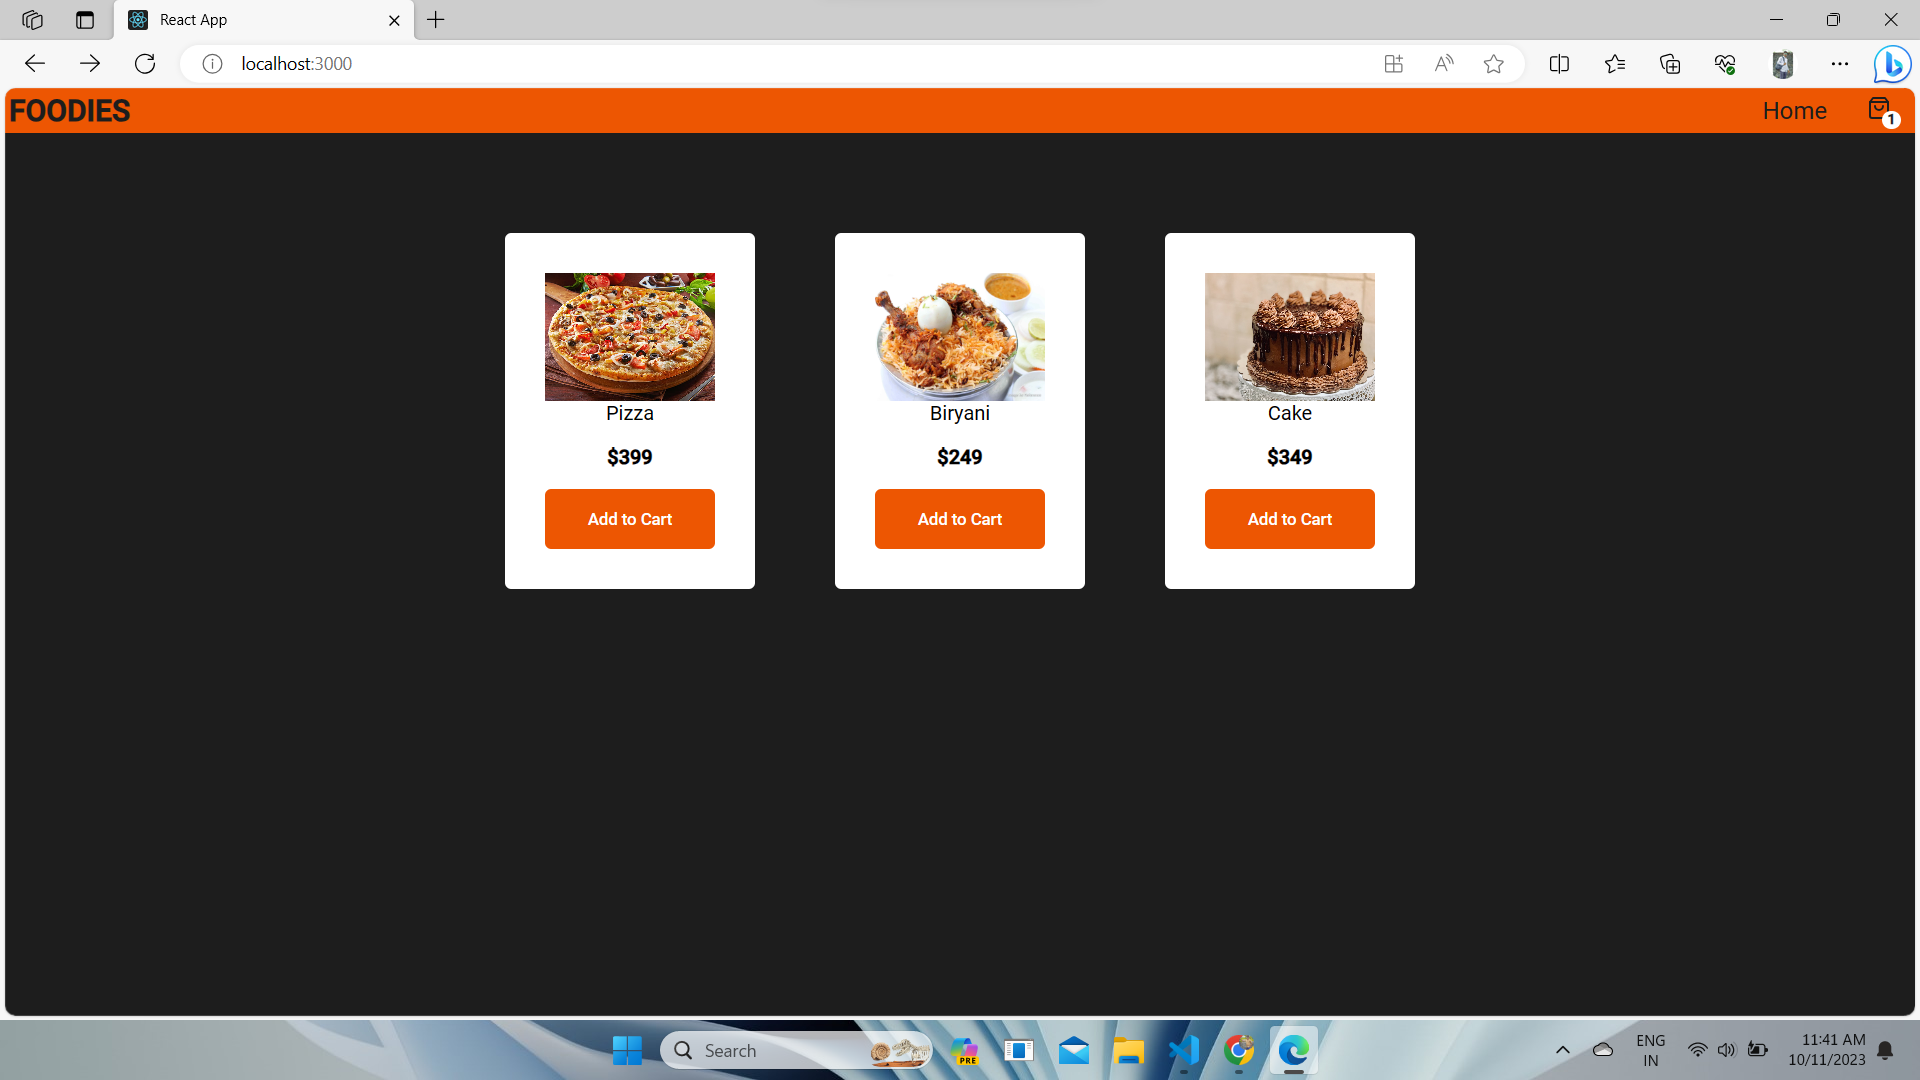 React App
localhost:3000
FOODIES
Home
1
Pizza
$399
Add to Cart
Biryani
$249
Add to Cart
Cake
$349
Add to Cart
Search
PRE
ENG
IN
11:41 AM
10/11/2023